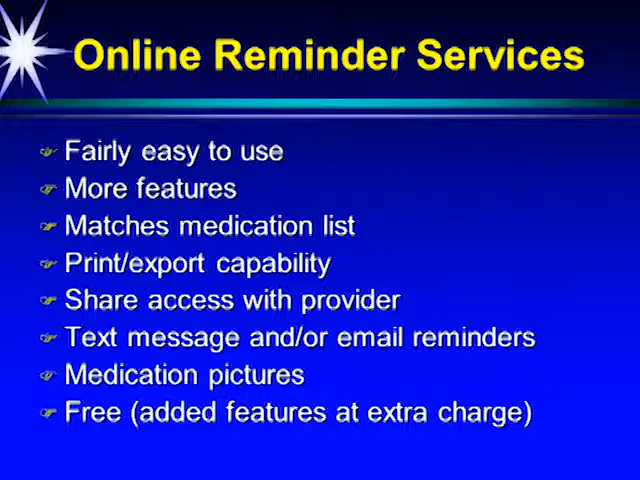 Online Reminder Services
Fairly easy to use
More features
Matches medication list
Print/export capability
Share access with provider
Text message and/or email reminders
Medication pictures
Free (added features at extra charge)